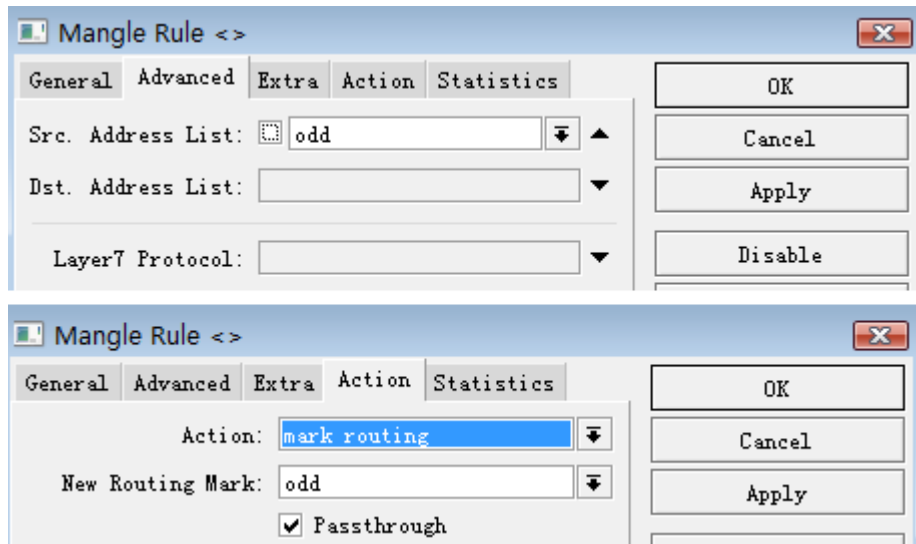 Mangle Rule <>
General Advanced Extra Action Statistics
OK
Src. Address List: odd
Cancel
Dst. Address List:
Apply
Layer7 Protocol:
Disable
Mangle Rule <>
General Advanced Extra Action Statistics
OK
Action: mark routing
Cancel
New Routing Mark: odd
Apply
Passthrough